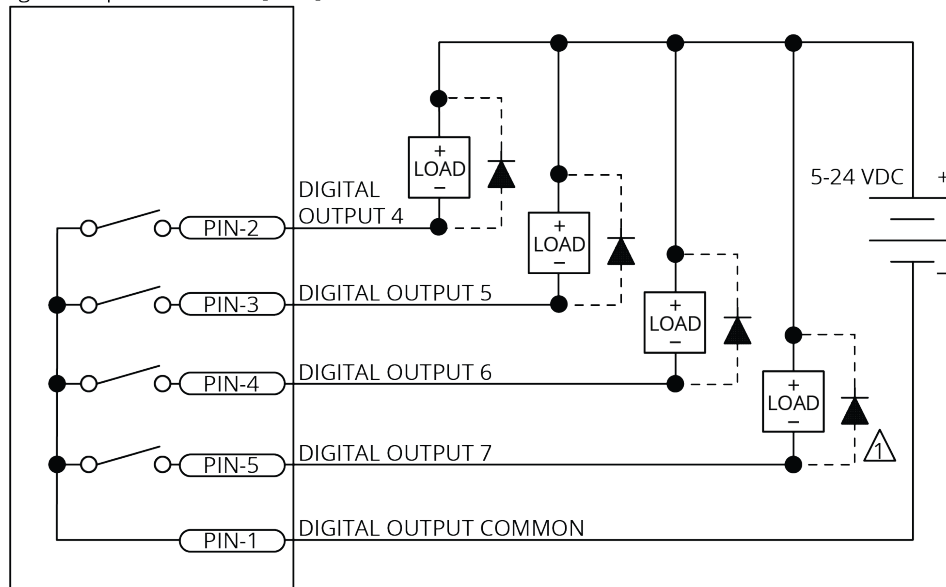 5-24 VDC +
+
LOAD
−
DIGITAL
OUTPUT 4
PIN-2
+
LOAD
−
−
DIGITAL OUTPUT 5
PIN-3
+
LOAD
−
DIGITAL OUTPUT 6
PIN-4
+
LOAD
−
1
DIGITAL OUTPUT 7
PIN-5
DIGITAL OUTPUT COMMON
PIN-1